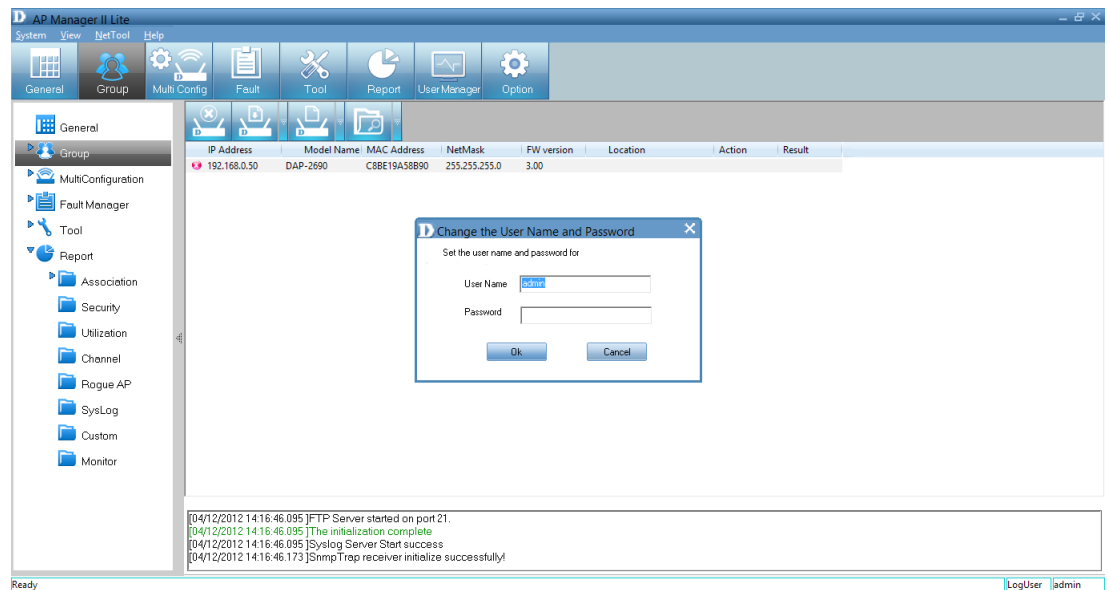 D AP Manager II Lite
System View NetTool Help
General Group Multi Config Fault Tool Report UserManager Option
General
Group
MultiConfiguration
Fault Manager
Tool
Report
Association
Security
Utilization
Channel
Rogue AP
SysLog
Custom
Monitor
IP Address Model Name MAC Address NetMask FW version Location Action Result
192.168.0.50 DAP-2690 C8BE19A58B90 255.255.255.0 3.00
D Change the User Name and Password
Set the user name and password for
User Name admin
Password
Ok Cancel
[04/12/2012 14:16:46.095 ]FTP Server started on port 21.
[04/12/2012 14:16:46.095 ]The initialization complete
[04/12/2012 14:16:46.095 ]Syslog Server Start success
[04/12/2012 14:16:46.173 ]SnmpTrap receiver initialize successfully!
Ready LogUser admin